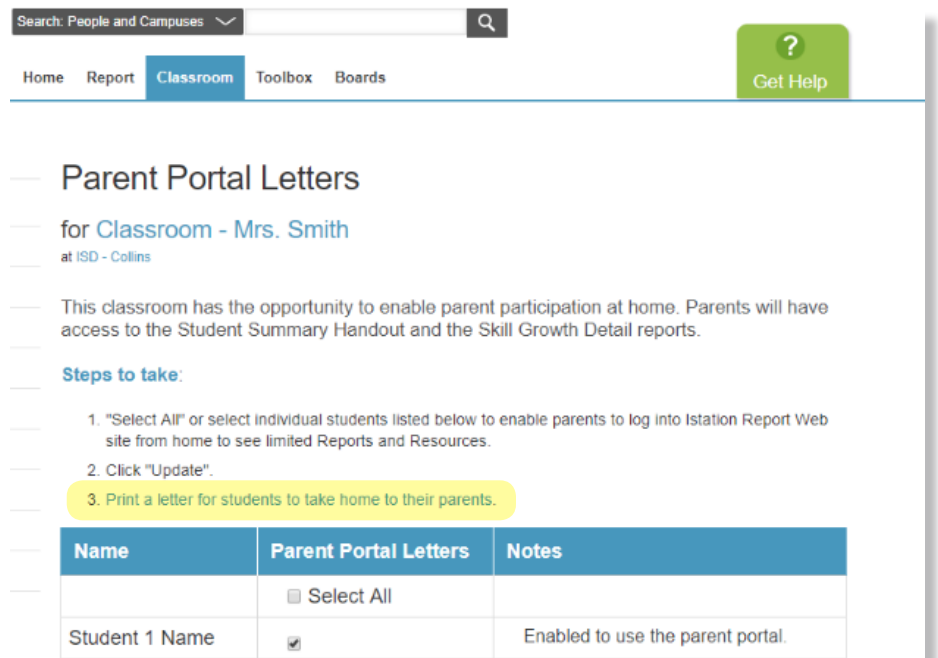 Search: People and Campuses
?
Get Help
Home Report Classroom Toolbox Boards
Parent Portal Letters
for Classroom - Mrs. Smith
at ISD - Collins
This classroom has the opportunity to enable parent participation at home. Parents will have
access to the Student Summary Handout and the Skill Growth Detail reports.
Steps to take:
1. "Select All" or select individual students listed below to enable parents to log into Istation Report Web
site from home to see limited Reports and Resources.
2. Click "Update".
3. Print a letter for students to take home to their parents.
Name Parent Portal Letters Notes
Select All
Student 1 Name Enabled to use the parent portal.